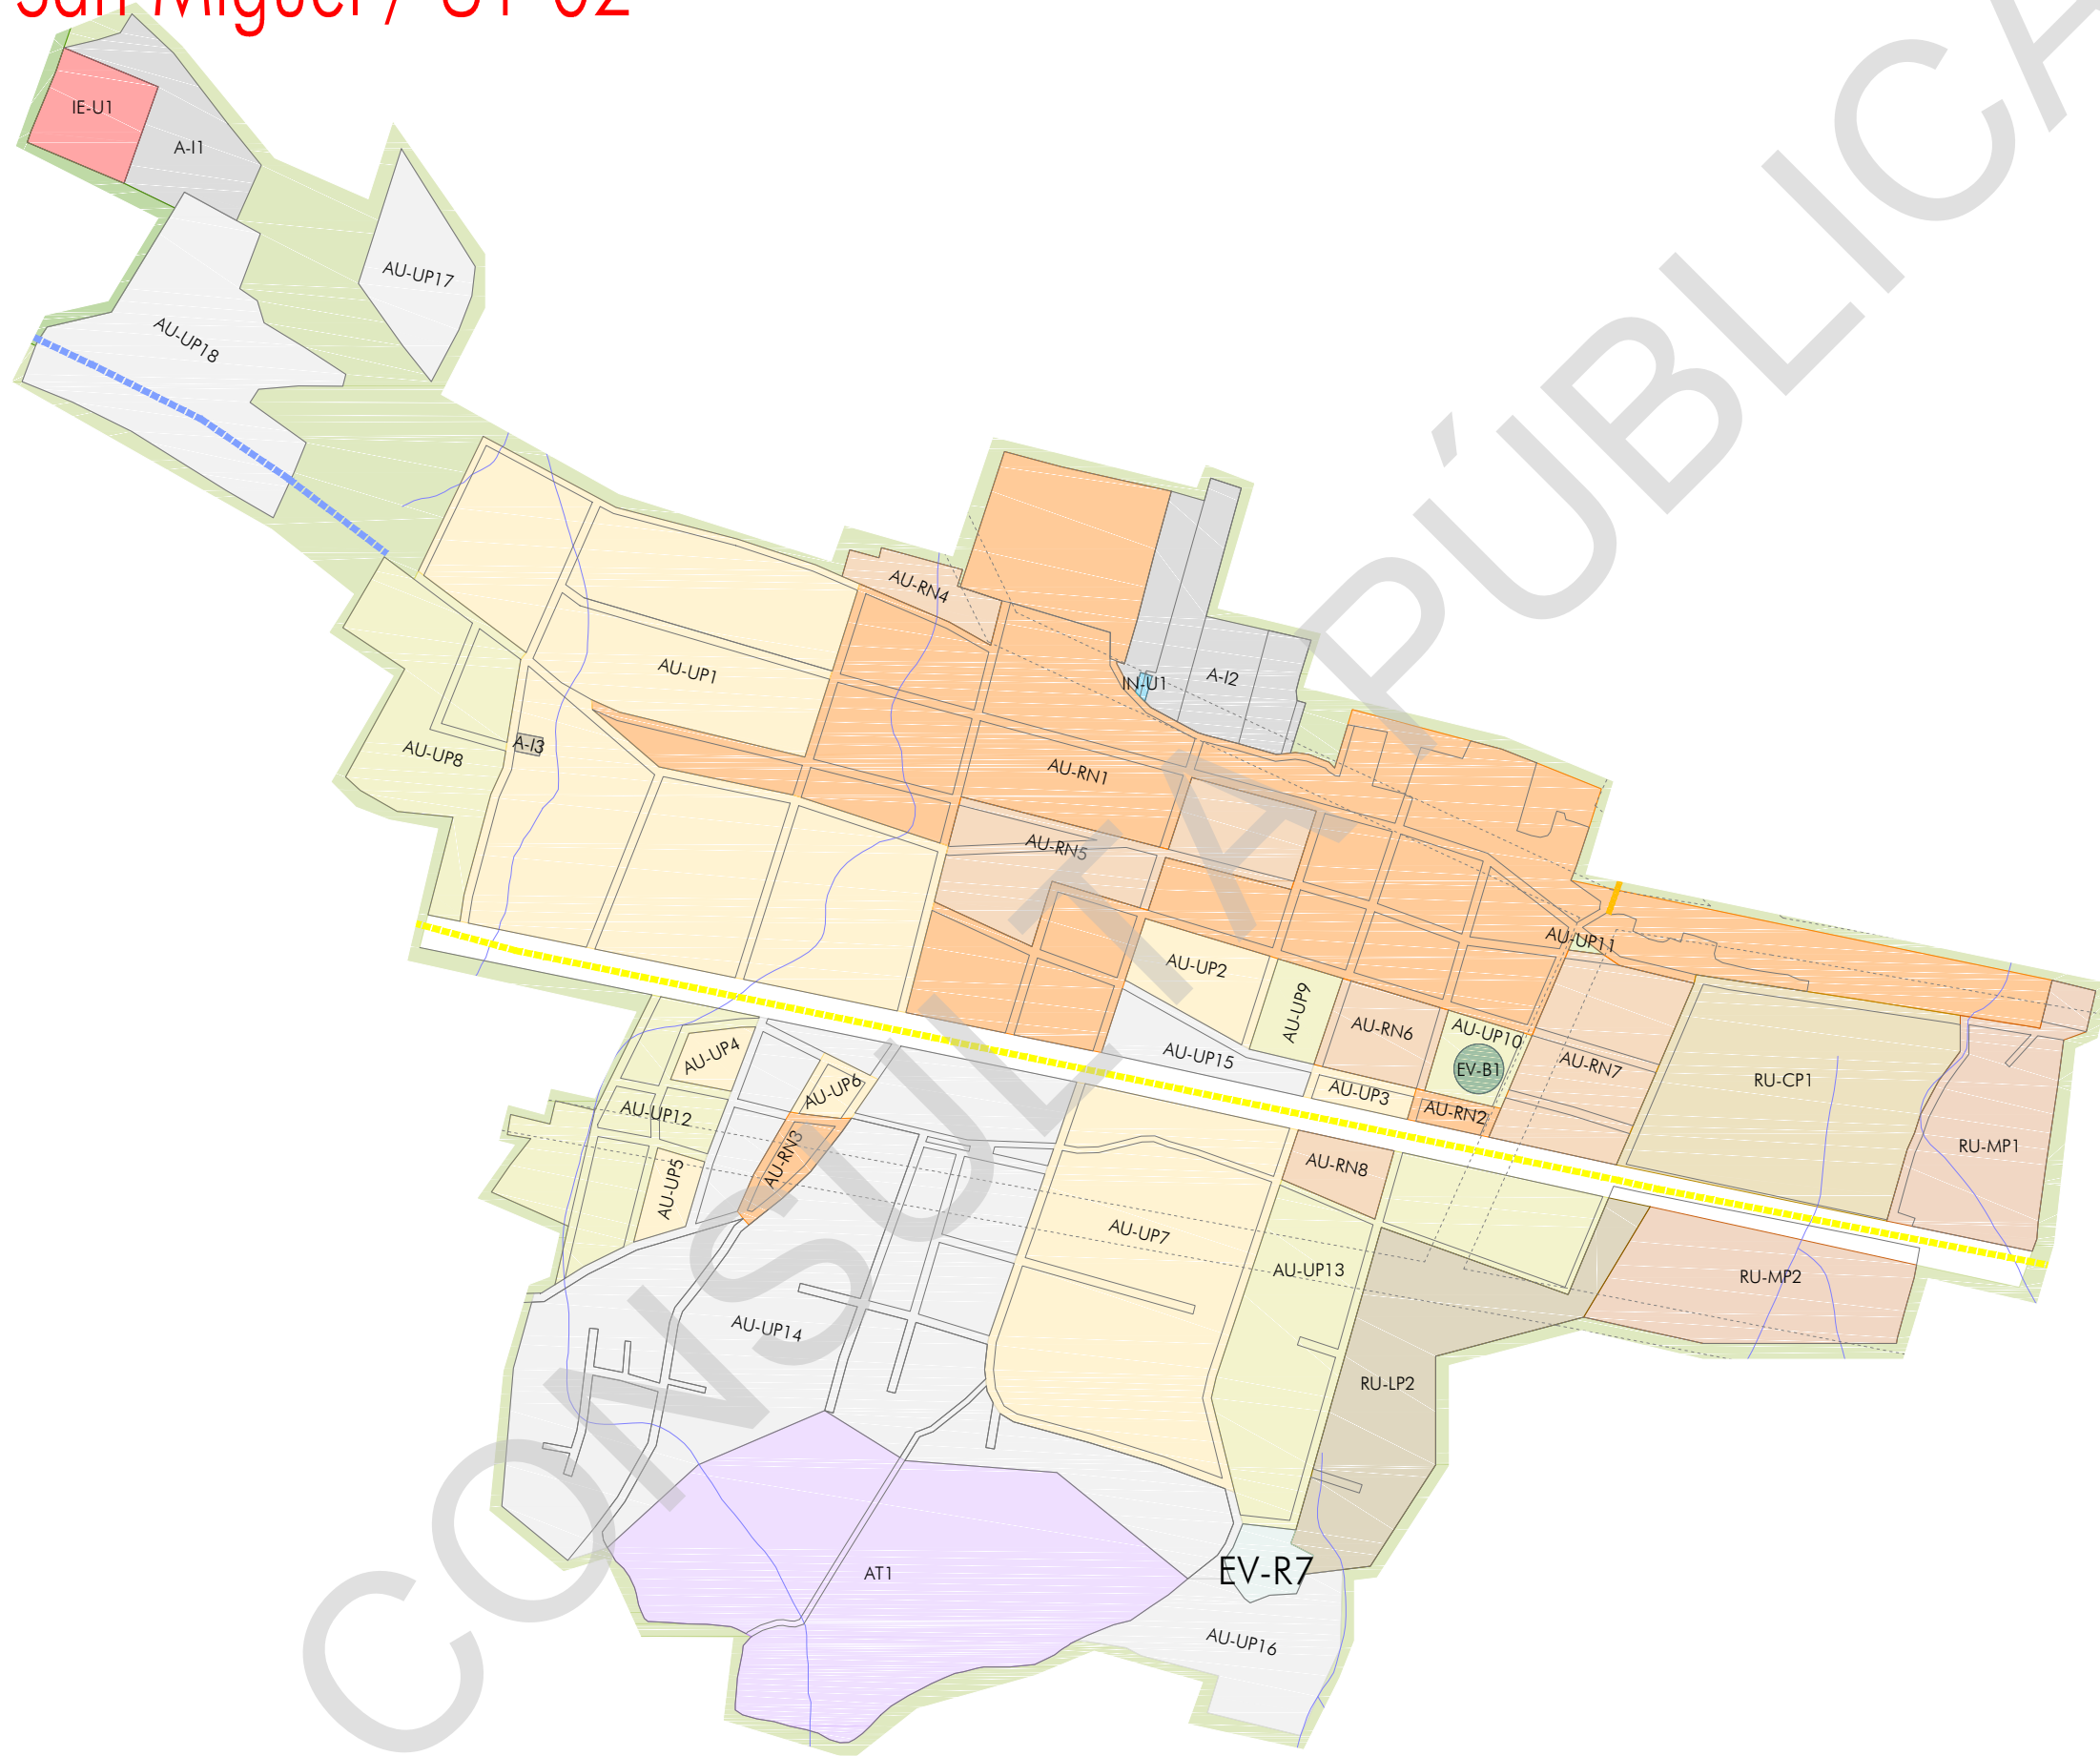 San Miguel / UT-02
IE-U1
A-I1
AU-UP17
AU-UP18
AU-RN4
AU-UP1
IN-U1
A-I2
A-I3
AU-UP8
AU-RN1
AU-RN5
AU-UP11
AU-UP2
AU-UP9
AU-RN6
AU-UP10
EV-B1
AU-RN7
RU-CP1
AU-UP15
AU-UP3
AU-RN2
AU-UP4
AU-UP6
AU-UP12
AU-RN3
AU-UP5
RU-MP1
AU-RN8
AU-UP7
AU-UP13
RU-MP2
AU-UP14
RU-LP2
AT1
EV-R7
AU-UP16
CONSULTA PÚBLICA